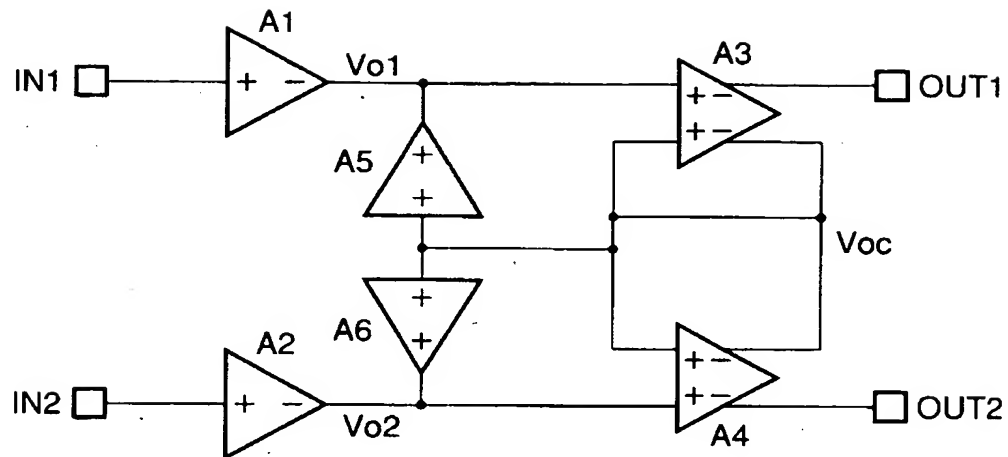 A1
IN1
+ −
Vo1
A3
+ −
+ −
OUT1
A5
+
+
Voc
A6
+
+
A2
IN2
+ −
Vo2
+ −
+ −
A4
OUT2